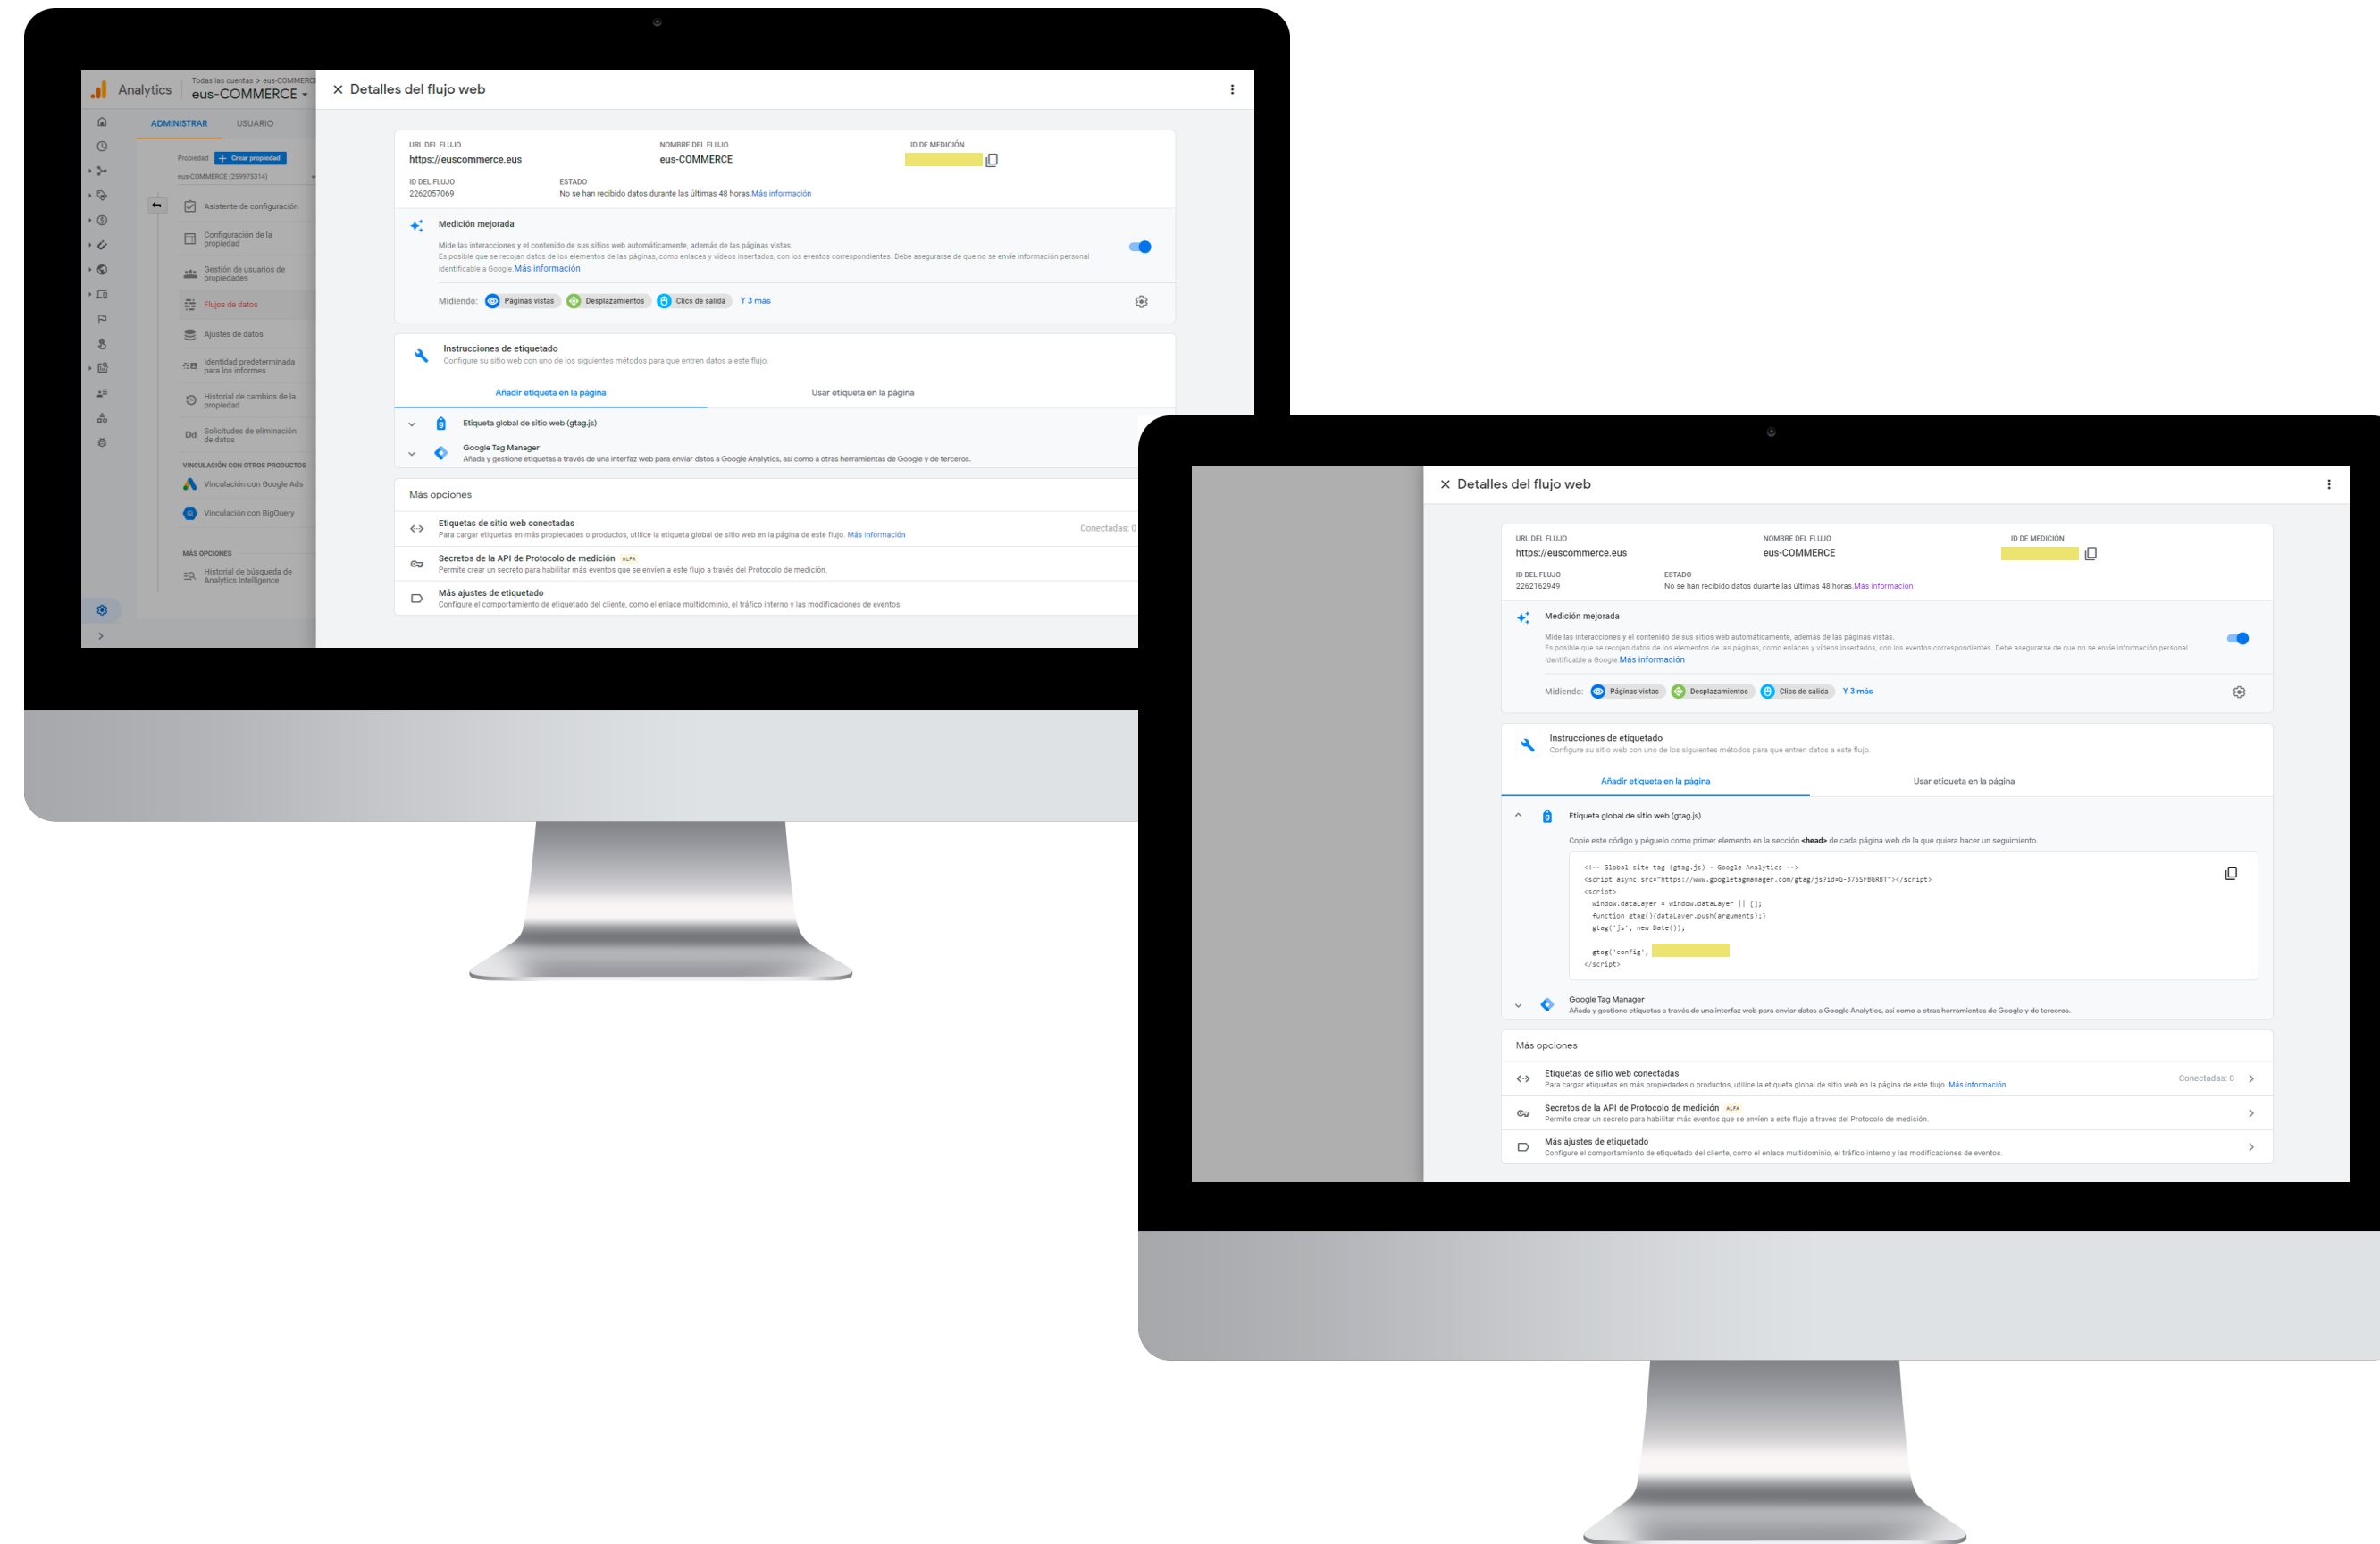 Analytics
Todas las cuentas > eus-COMMERC
eus-COMMERCE
ADMINISTRAR
USUARIO
Propiedad
Crear propiedad
eus-COMMERCE (259975314)
Asistente de configuración
Configuración de la
propiedad
Gestión de usuarios de
propiedades
Flujos de datos
Ajustes de datos
Identidad predeterminada
para los informes
Historial de cambios de la
propiedad
Dd
Solicitudes de eliminación
de datos
VINCULACIÓN CON OTROS PRODUCTOS
Vinculación con Google Ads
Vinculación con BigQuery
MÁS OPCIONES
Historial de búsqueda de
Analytics Intelligence
Detalles del flujo web
URL DEL FLUJO
https://euscommerce.eus
NOMBRE DEL FLUJO
eus-COMMERCE
ID DE MEDICIÓN
ID DEL FLUJO
2262057069
ESTADO
No se han recibido datos durante las últimas 48 horas.Más información
Medición mejorada
Mide las interacciones y el contenido de sus sitios web automáticamente, además de las páginas vistas.
Es posible que se recojan datos de los elementos de las páginas, como enlaces y vídeos insertados, con los eventos correspondientes. Debe asegurarse de que no se envíe información personal
identificable a Google.Más información
Midiendo:
Páginas vistas
Desplazamientos
Clics de salida
Y 3 más
Instrucciones de etiquetado
Configure su sitio web con uno de los siguientes métodos para que entren datos a este flujo.
Añadir etiqueta en la página
Usar etiqueta en la página
Etiqueta global de sitio web (gtag.js)
Google Tag Manager
Añada y gestione etiquetas a través de una interfaz web para enviar datos a Google Analytics, así como a otras herramientas de Google y de terceros.
Más opciones
Etiquetas de sitio web conectadas
Para cargar etiquetas en más propiedades o productos, utilice la etiqueta global de sitio web en la página de este flujo. Más información
Conectadas: 0
Secretos de la API de Protocolo de medición ALFA
Permite crear un secreto para habilitar más eventos que se envíen a este flujo a través del Protocolo de medición.
Más ajustes de etiquetado
Configure el comportamiento de etiquetado del cliente, como el enlace multidominio, el tráfico interno y las modificaciones de eventos.
Detalles del flujo web
URL DEL FLUJO
https://euscommerce.eus
NOMBRE DEL FLUJO
eus-COMMERCE
ID DE MEDICIÓN
ID DEL FLUJO
2262162949
ESTADO
No se han recibido datos durante las últimas 48 horas.Más información
Medición mejorada
Mide las interacciones y el contenido de sus sitios web automáticamente, además de las páginas vistas.
Es posible que se recojan datos de los elementos de las páginas, como enlaces y vídeos insertados, con los eventos correspondientes. Debe asegurarse de que no se envíe información personal
identificable a Google.Más información
Midiendo:
Páginas vistas
Desplazamientos
Clics de salida
Y 3 más
Instrucciones de etiquetado
Configure su sitio web con uno de los siguientes métodos para que entren datos a este flujo.
Añadir etiqueta en la página
Usar etiqueta en la página
Etiqueta global de sitio web (gtag.js)
Copie este código y péguelo como primer elemento en la sección <head> de cada página web de la que quiera hacer un seguimiento.
<!-- Global site tag (gtag.js) - Google Analytics -->
<script async src="https://www.googletagmanager.com/gtag/js?id=G-375SFBGRBT"></script>
<script>
window.dataLayer = window.dataLayer || [];
function gtag(){dataLayer.push(arguments);}
gtag('js', new Date());
gtag('config',
</script>
Google Tag Manager
Añada y gestione etiquetas a través de una interfaz web para enviar datos a Google Analytics, así como a otras herramientas de Google y de terceros.
Más opciones
Etiquetas de sitio web conectadas
Para cargar etiquetas en más propiedades o productos, utilice la etiqueta global de sitio web en la página de este flujo. Más información
Conectadas: 0
Secretos de la API de Protocolo de medición ALFA
Permite crear un secreto para habilitar más eventos que se envíen a este flujo a través del Protocolo de medición.
Más ajustes de etiquetado
Configure el comportamiento de etiquetado del cliente, como el enlace multidominio, el tráfico interno y las modificaciones de eventos.